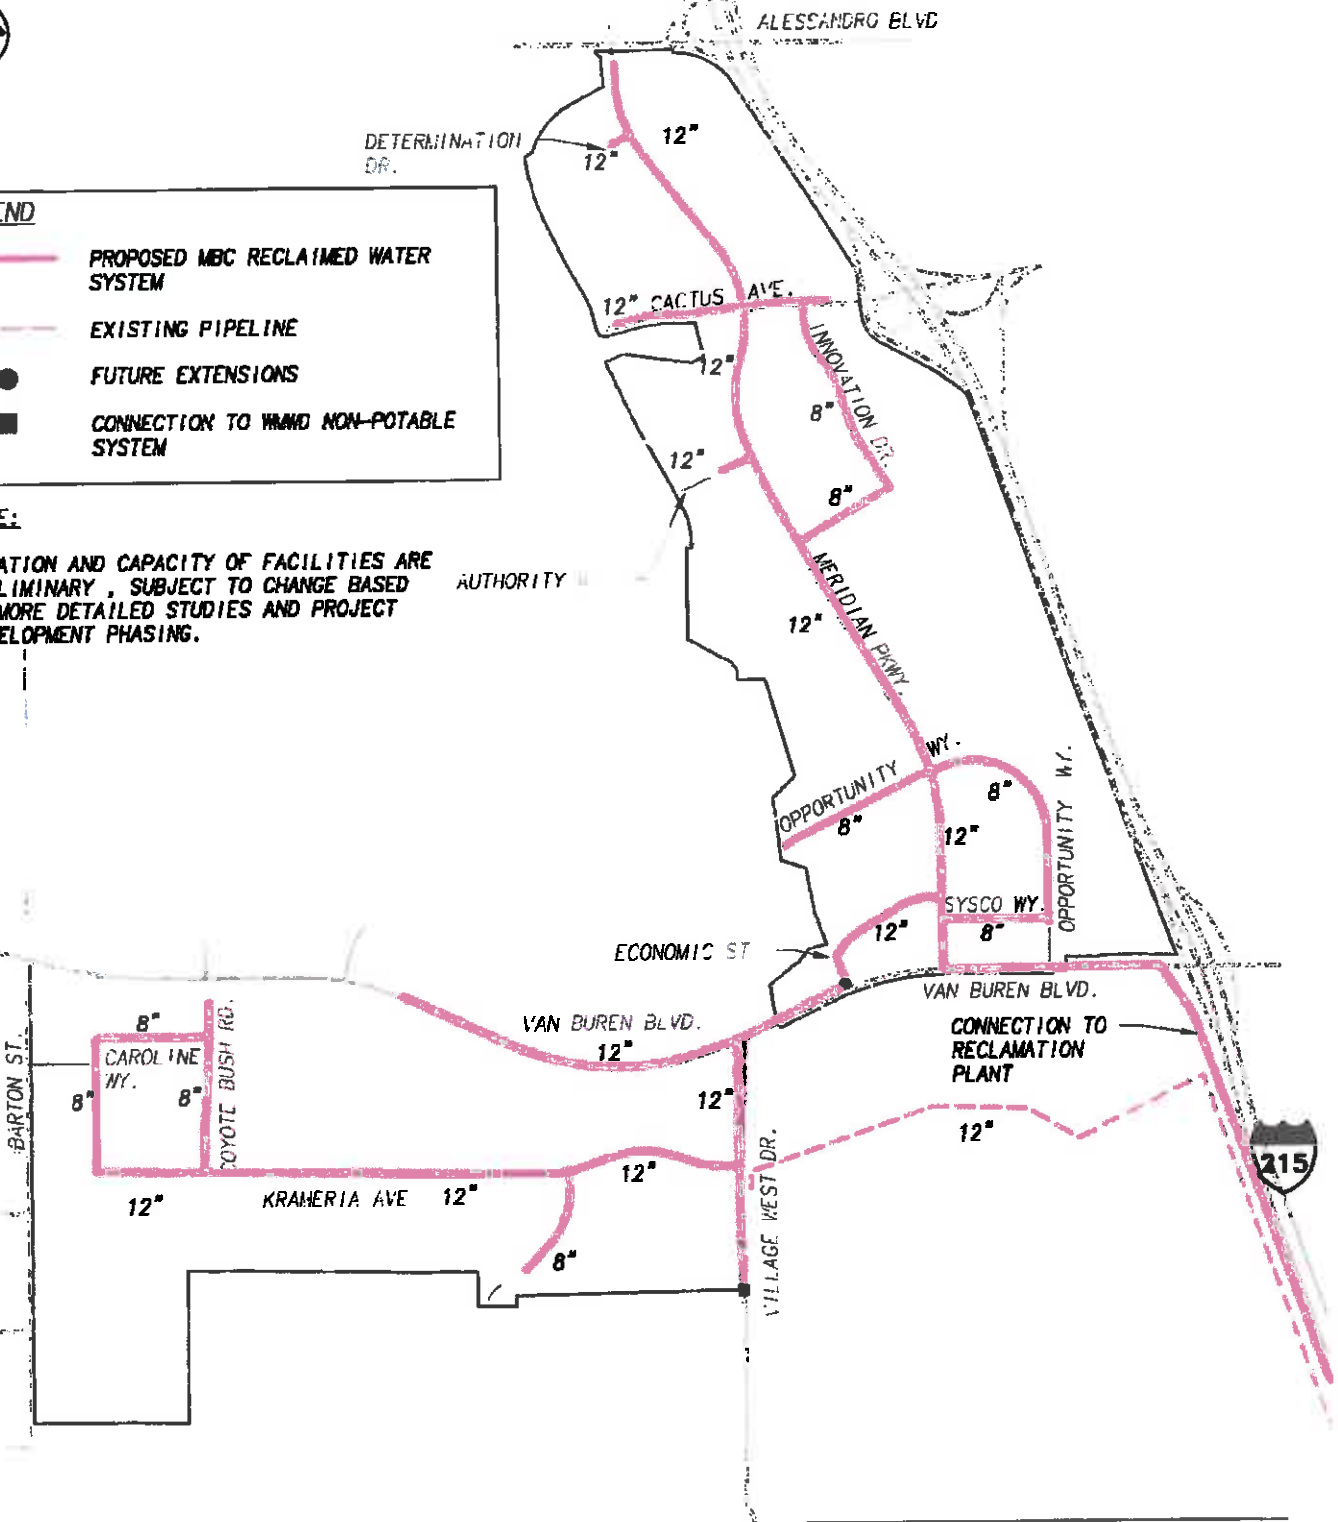 ALESSANDRO BLVD
DETERMINATION
DR.
12"
12"
END
PROPOSED MBC RECLAIMED WATER
SYSTEM
EXISTING PIPELINE
FUTURE EXTENSIONS
CONNECTION TO WMWD NON-POTABLE
SYSTEM
12" CACTUS AVE.
12"
INNOVATION DR.
8"
12"
8"
E:
ATION AND CAPACITY OF FACILITIES ARE
LIMINARY , SUBJECT TO CHANGE BASED
MORE DETAILED STUDIES AND PROJECT
ELOPMENT PHASING.
AUTHORITY
MERIDIAN PKWY.
12"
OPPORTUNITY WY.
8"
8"
12"
OPPORTUNITY WY.
SYSCO WY.
8"
12"
ECONOMIC ST
VAN BUREN BLVD.
VAN BUREN BLVD.
12"
CONNECTION TO
RECLAMATION
PLANT
BARTON ST.
8"
CAROLINE
WY.
8"
8"
COYOTE BUSH RD.
12"
12"
VILLAGE WEST DR.
12"
215
12"
KRAMERIA AVE
12"
8"